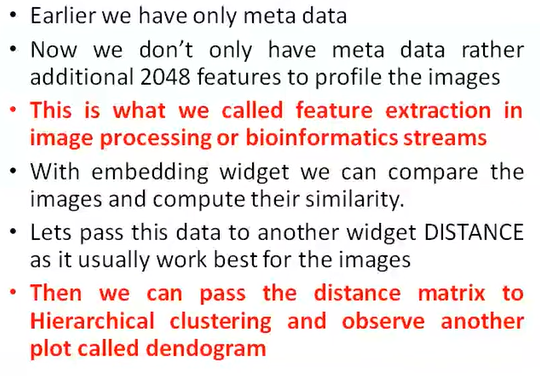 • Earlier we have only meta data
• Now we don't only have meta data rather
additional 2048 features to profile the images
• This is what we called feature extraction in
image processing or bioinformatics streams
• With embedding widget we can compare the
images and compute their similarity.
• Lets pass this data to another widget DISTANCE
as it usually work best for the images
• Then we can pass the distance matrix to
Hierarchical clustering and observe another
plot called dendogram